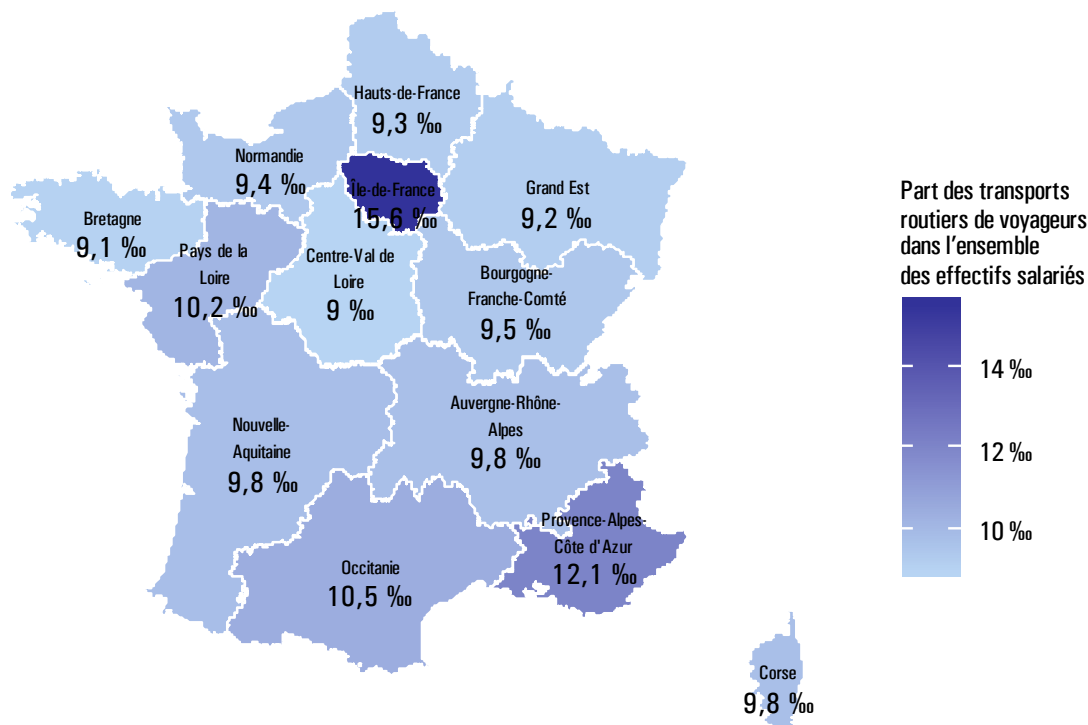 Hauts-de-France
9,3 ‰
Normandie
9,4 ‰
Île-de-France
15,6 ‰
Grand Est
9,2 ‰
Bretagne
9,1 ‰
Pays de la
Loire
10,2 ‰
Centre-Val de
Loire
9 ‰
Bourgogne-
Franche-Comté
9,5 ‰
Nouvelle-
Aquitaine
9,8 ‰
Auvergne-Rhône-
Alpes
9,8 ‰
Provence-Alpes-
Côte d'Azur
12,1 ‰
Occitanie
10,5 ‰
Corse
9,8 ‰
Part des transports
routiers de voyageurs
dans l’ensemble
des effectifs salariés
14 ‰
12 ‰
10 ‰